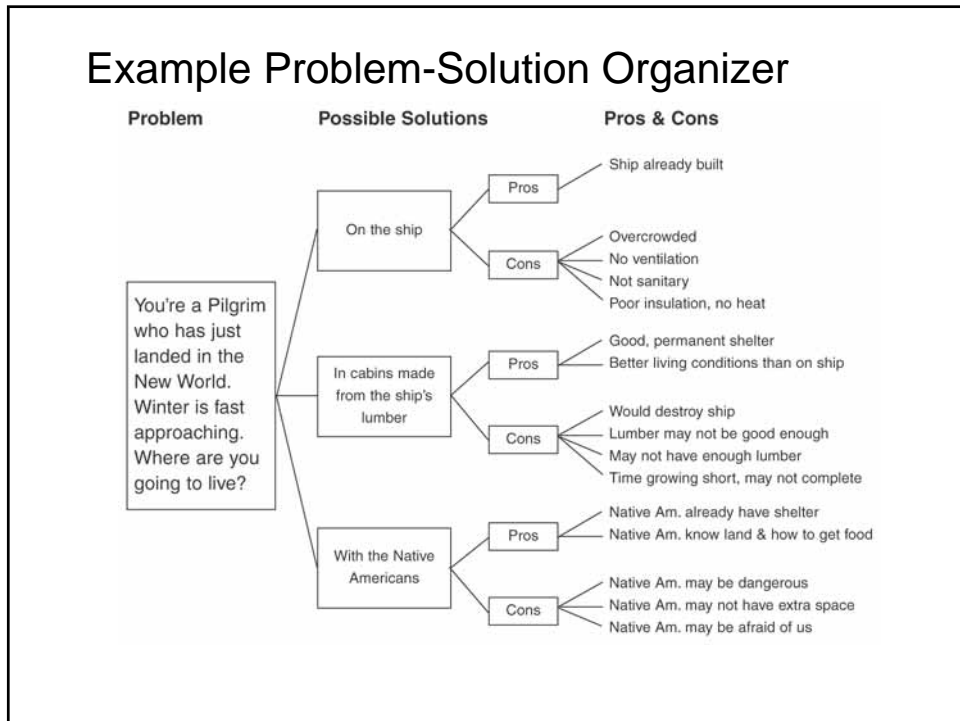 Example Problem-Solution Organizer
Problem
Possible Solutions
Pros & Cons
You're a Pilgrim
who has just
landed in the
New World.
Winter is fast
approaching.
Where are you
going to live?
On the ship
Pros
Ship already built
Cons
Overcrowded
No ventilation
Not sanitary
Poor insulation, no heat
In cabins made
from the ship's
lumber
Pros
Good, permanent shelter
Better living conditions than on ship
Cons
Would destroy ship
Lumber may not be good enough
May not have enough lumber
Time growing short, may not complete
With the Native
Americans
Pros
Native Am. already have shelter
Native Am. know land & how to get food
Cons
Native Am. may be dangerous
Native Am. may not have extra space
Native Am. may be afraid of us